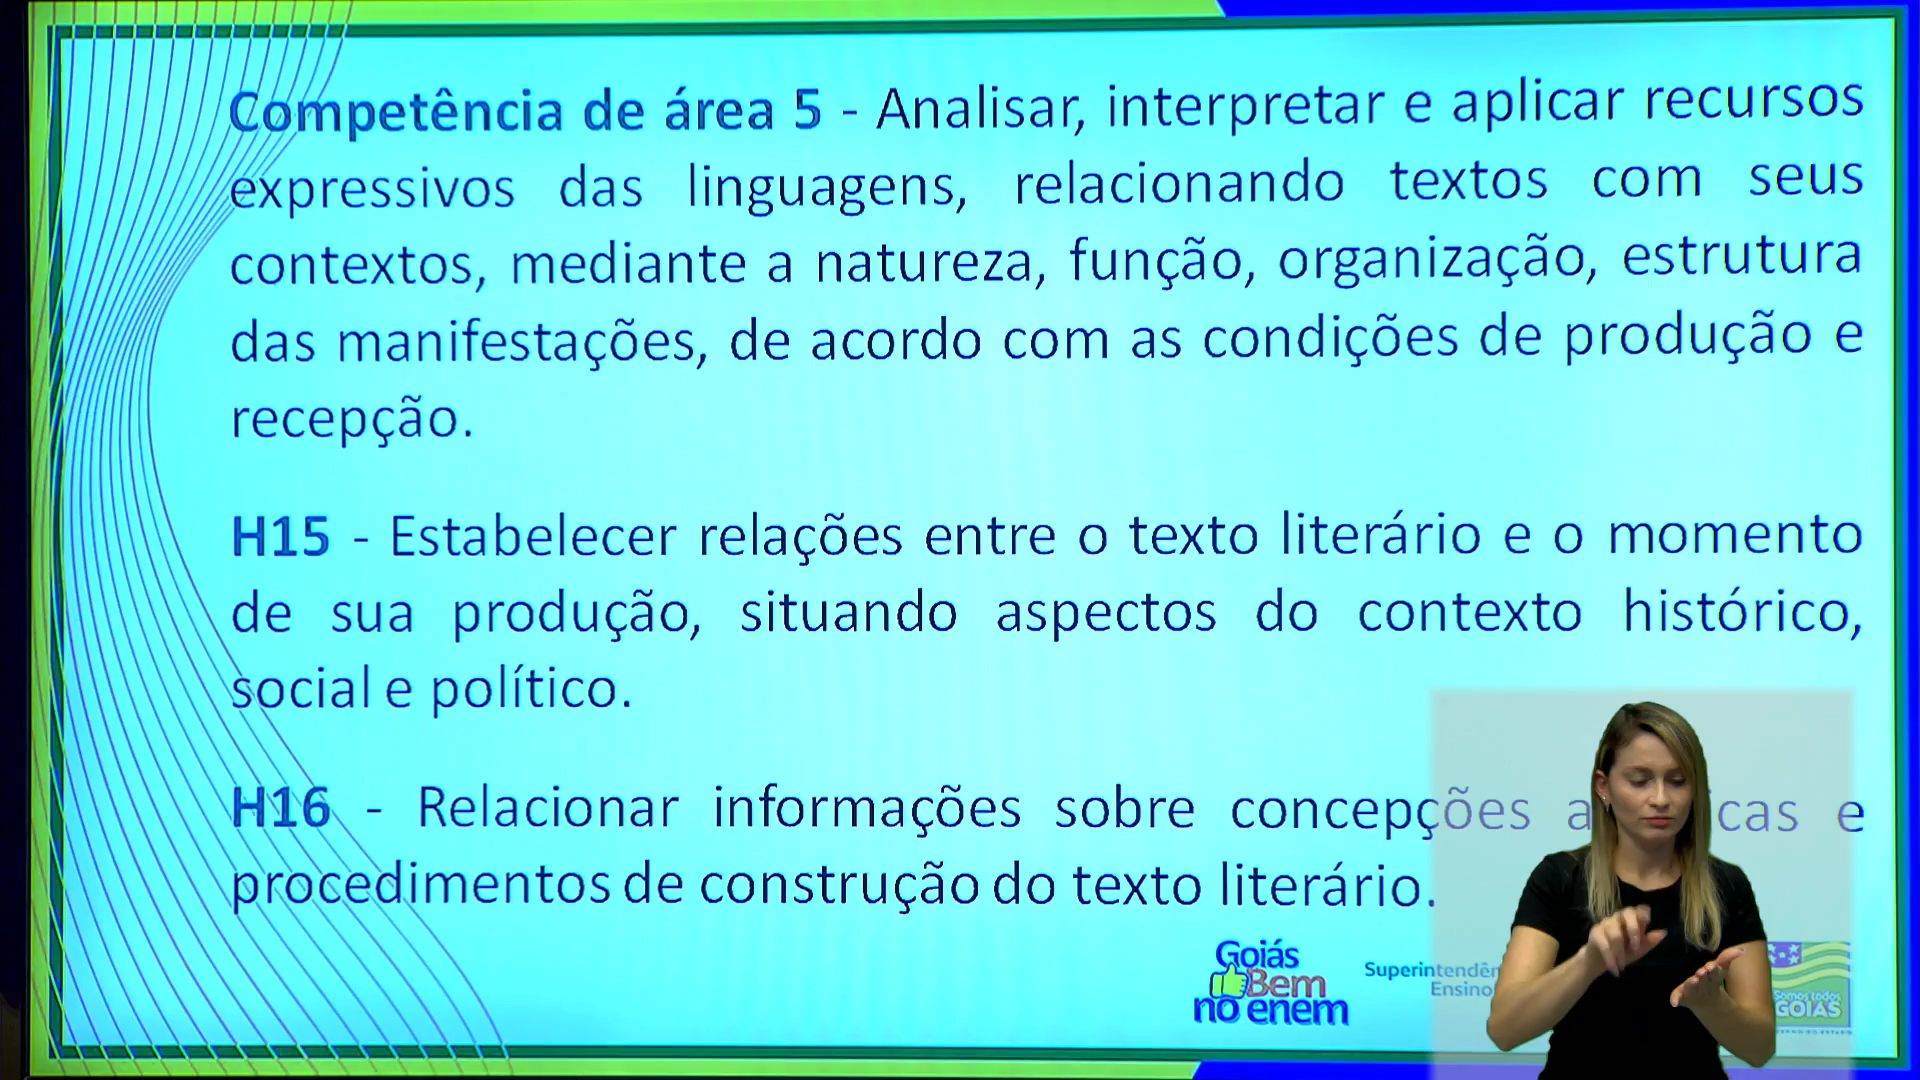 Competência de área 5 - Analisar, interpretar e aplicar recursos
expressivos das linguagens, relacionando textos com seus
contextos, mediante a natureza, função, organização, estrutura
das manifestações, de acordo com as condições de produção e
recepção.
H15 - Estabelecer relações entre o texto literário e o momento
de sua produção, situando aspectos do contexto histórico,
social e político.
H16 - Relacionar informações sobre concepções e
procedimentos de construção do texto literário.
Goiás
Bem
no enem
Ensino
Somos todos
GOIÁS